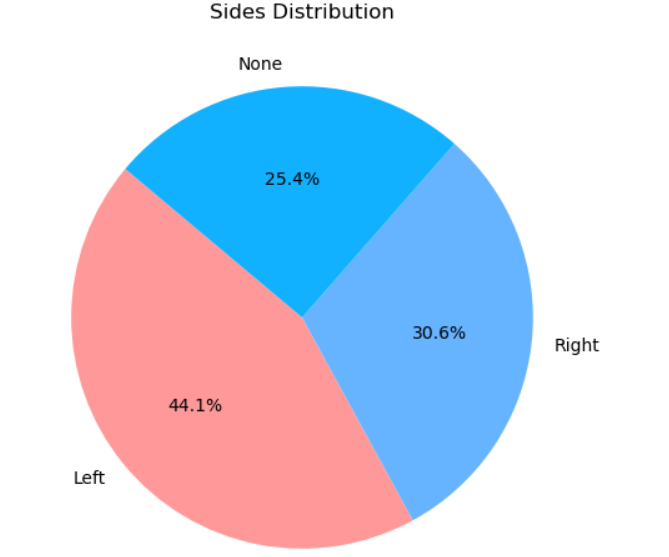 Sides Distribution
None
25.4%
30.6%
Right
44.1%
Left